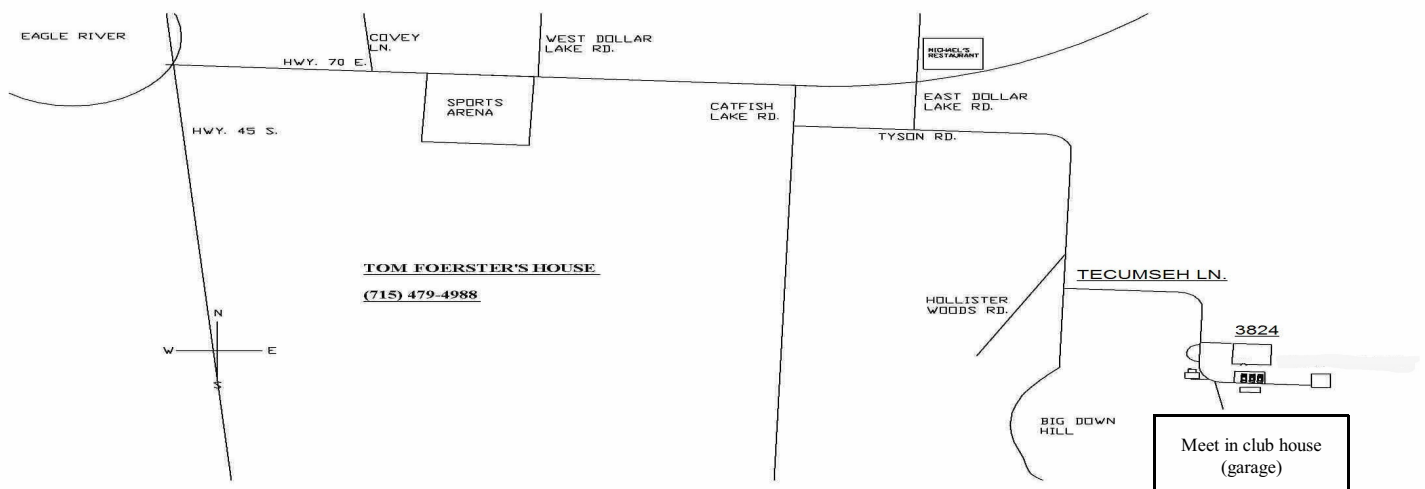 EAGLE RIVER
COVEY
LN.
WEST DOLLAR
LAKE RD.
MICHAEL'S
RESTAURANT
HWY. 70 E.
SPORTS
ARENA
CATFISH
LAKE RD.
EAST DOLLAR
LAKE RD.
HWY. 45 S.
TYSON RD.
TOM FOERSTER'S HOUSE
(715) 479-4988
TECUMSEH LN.
HOLLISTER
WOODS RD.
N
W
E
S
3824
BIG DOWN
HILL
Meet in club house
(garage)